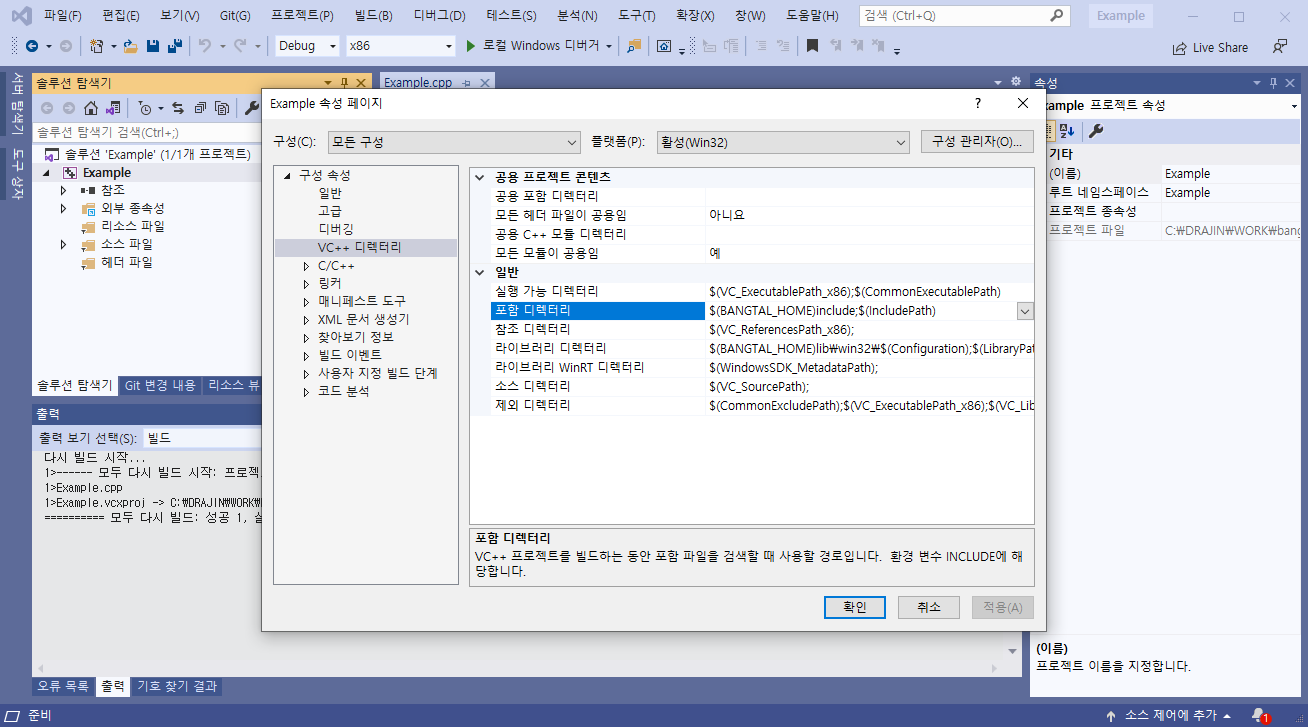 파일(F) 편집(E) 보기(V) Git(G) 프로젝트(P) 빌드(B) 디버그(D) 테스트(S) 분석(N) 도구(T) 확장(X) 창(W) 도움말(H) 검색 (Ctrl+Q) Example
Debug x86 로컬 Windows 디버거 Live Share
서버 탐색기
도구 상자
솔루션 탐색기
솔루션 탐색기 검색(Ctrl+;)
솔루션 'Example' (1/1개 프로젝트)
Example
참조
외부 종속성
리소스 파일
소스 파일
헤더 파일
솔루션 탐색기 Git 변경 내용 리소스 뷰
Example.cpp
Example 속성 페이지
?
구성(C): 모든 구성 플랫폼(P): 활성(Win32) 구성 관리자(O)...
구성 속성
일반
고급
디버깅
VC++ 디렉터리
C/C++
링커
매니페스트 도구
XML 문서 생성기
찾아보기 정보
빌드 이벤트
사용자 지정 빌드 단계
코드 분석
공용 프로젝트 콘텐츠
공용 포함 디렉터리
모든 헤더 파일이 공용임 아니요
공용 C++ 모듈 디렉터리
모든 모듈이 공용임 예
일반
실행 가능 디렉터리 $(VC_ExecutablePath_x86);$(CommonExecutablePath)
포함 디렉터리 $(BANGTAL_HOME)include;$(IncludePath)
참조 디렉터리 $(VC_ReferencesPath_x86);
라이브러리 디렉터리 $(BANGTAL_HOME)lib₩win32₩$(Configuration);$(LibraryPat
라이브러리 WinRT 디렉터리 $(WindowsSDK_MetadataPath);
소스 디렉터리 $(VC_SourcePath);
제외 디렉터리 $(CommonExcludePath);$(VC_ExecutablePath_x86);$(VC_Lib
포함 디렉터리
VC++ 프로젝트를 빌드하는 동안 포함 파일을 검색할 때 사용할 경로입니다. 환경 변수 INCLUDE에 해
당합니다.
확인 취소 적용(A)
속성
xample 프로젝트 속성
기타
(이름) Example
루트 네임스페이스 Example
프로젝트 종속성
프로젝트 파일 C:₩DRAJIN₩WORK₩bang
(이름)
프로젝트 이름을 지정합니다.
출력
출력 보기 선택(S): 빌드
다시 빌드 시작...
1>------ 모두 다시 빌드 시작: 프로젝
1>Example.cpp
1>Example.vcxproj -> C:₩DRAJIN₩WORK₩
========== 모두 다시 빌드: 성공 1, 실
오류 목록 출력 기호 찾기 결과
준비 소스 제어에 추가 1